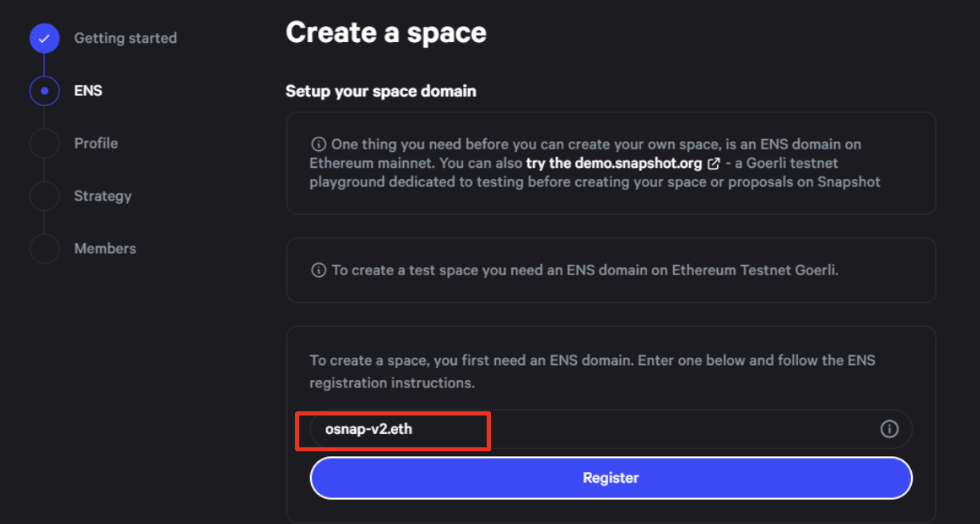 Getting started
ENS
Profile
Strategy
Members
Create a space
Setup your space domain
One thing you need before you can create your own space, is an ENS domain on
Ethereum mainnet. You can also try the demo.snapshot.org - a Goerli testnet
playground dedicated to testing before creating your space or proposals on Snapshot
To create a test space you need an ENS domain on Ethereum Testnet Goerli.
To create a space, you first need an ENS domain. Enter one below and follow the ENS
registration instructions.
osnap-v2.eth
Register